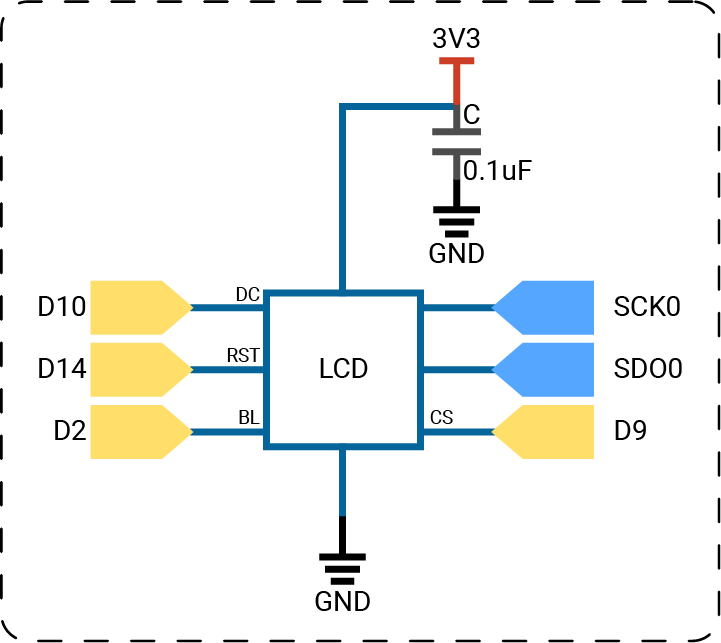 3V3
C
0.1uF
GND
D10
DC
SCK0
D14
RST
LCD
SDO0
D2
BL
CS
D9
GND